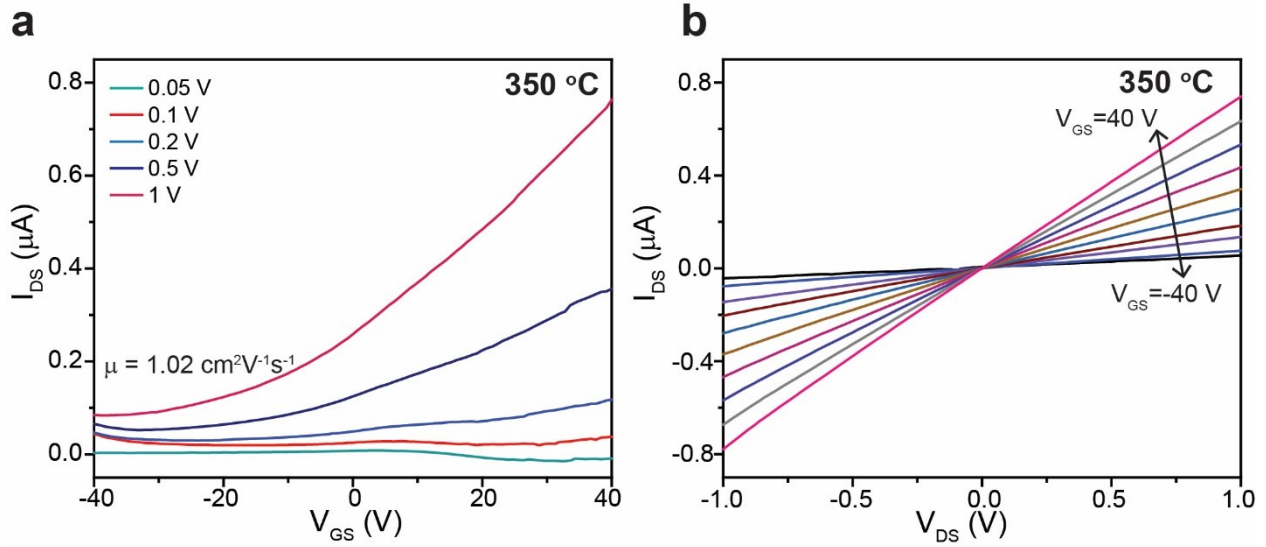 a
350 °C
0.05 V
0.1 V
0.2 V
0.5 V
1 V
μ = 1.02 cm²V⁻¹s⁻¹
I_DS (μA)
0.8
0.6
0.4
0.2
0.0
-40
-20
0
20
40
V_GS (V)
b
350 °C
V_GS=40 V
V_GS=-40 V
I_DS (μA)
0.8
0.4
0.0
-0.4
-0.8
-1.0
-0.5
0.0
0.5
1.0
V_DS (V)